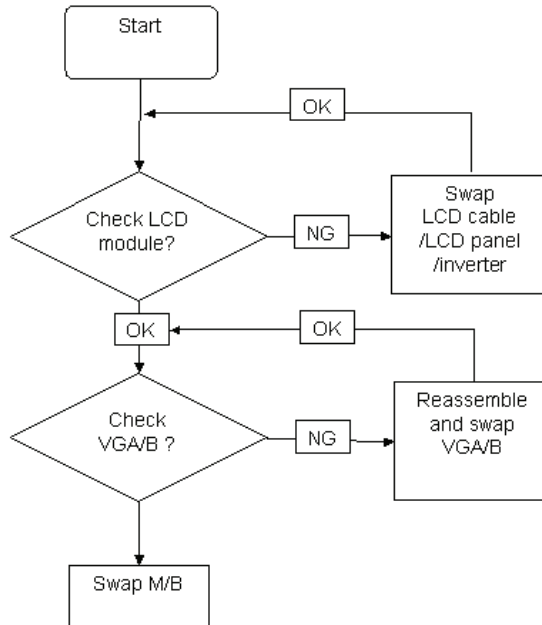 Start
OK
Check LCD
module?
NG
Swap
LCD cable
/LCD panel
/inverter
OK
OK
Check
VGA/B ?
NG
Reassemble
and swap
VGA/B
Swap M/B